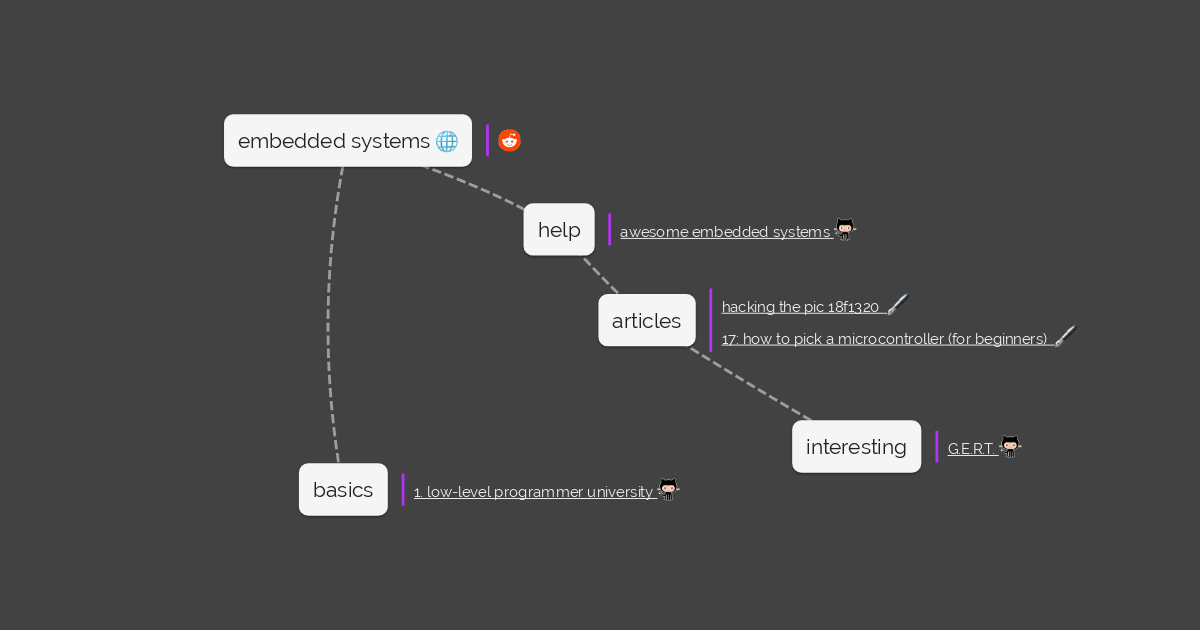 embedded systems
help
awesome embedded systems
articles
hacking the pic 18f1320
17: how to pick a microcontroller (for beginners)
interesting
G.E.R.T.
basics
1. low-level programmer university